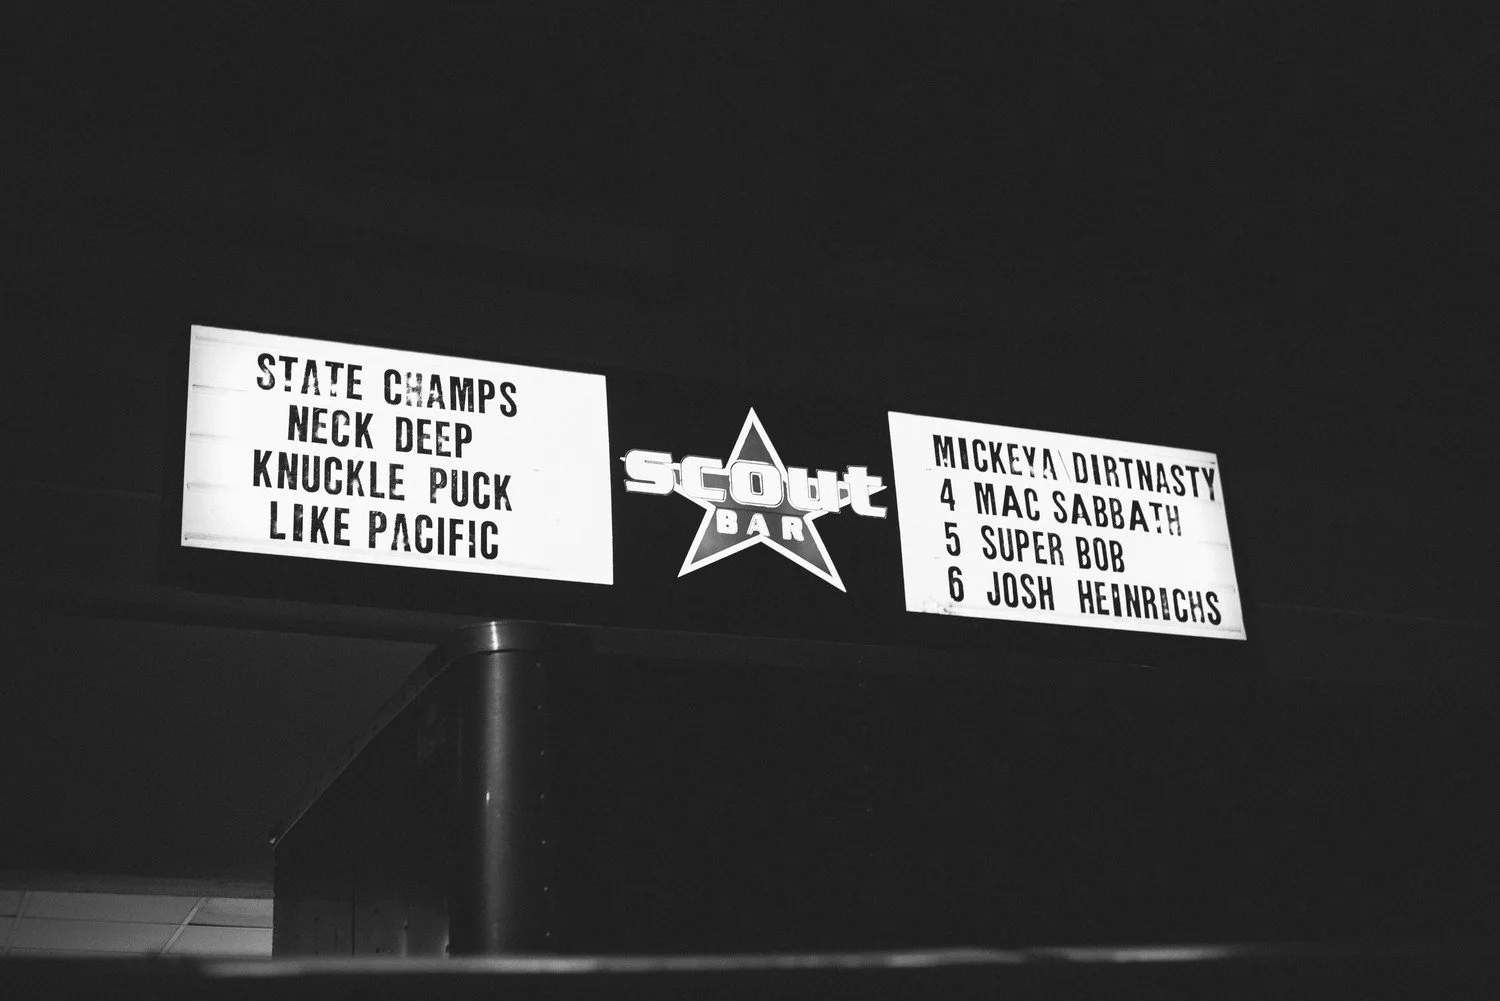 STATE CHAMPS
NECK DEEP
KNUCKLE PUCK
LIKE PACIFIC
scout
BAR
MICKEYA\DIRTNASTY
4 MAC SABBATH
5 SUPER BOB
6 JOSH HEINRICHS